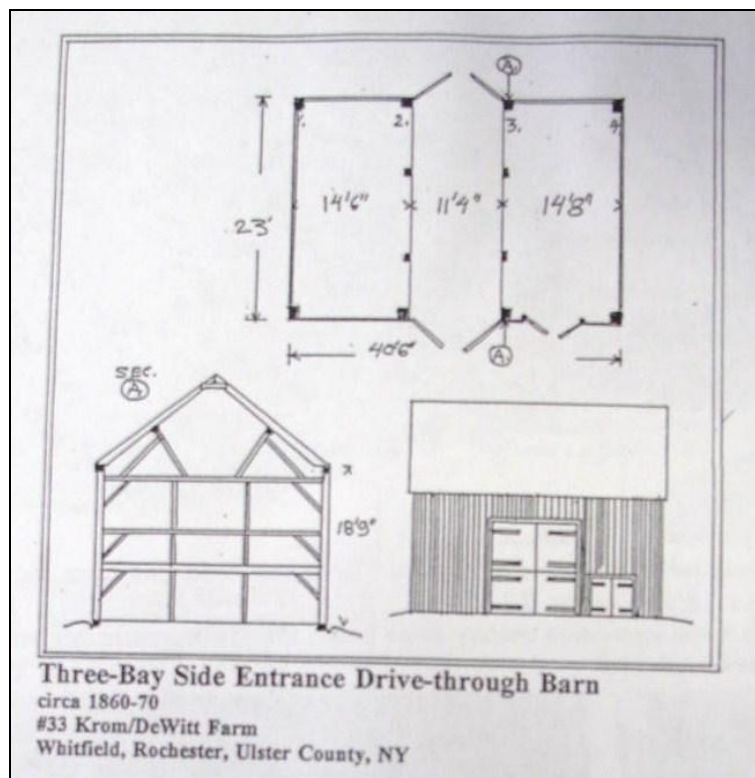 A
1. 2. 3. 4.
14'6" 11'4" 14'8"
23'
40'6"
A
SEC.
A
18'9"
Three-Bay Side Entrance Drive-through Barn
circa 1860-70
#33 Krom/DeWitt Farm
Whitfield, Rochester, Ulster County, NY